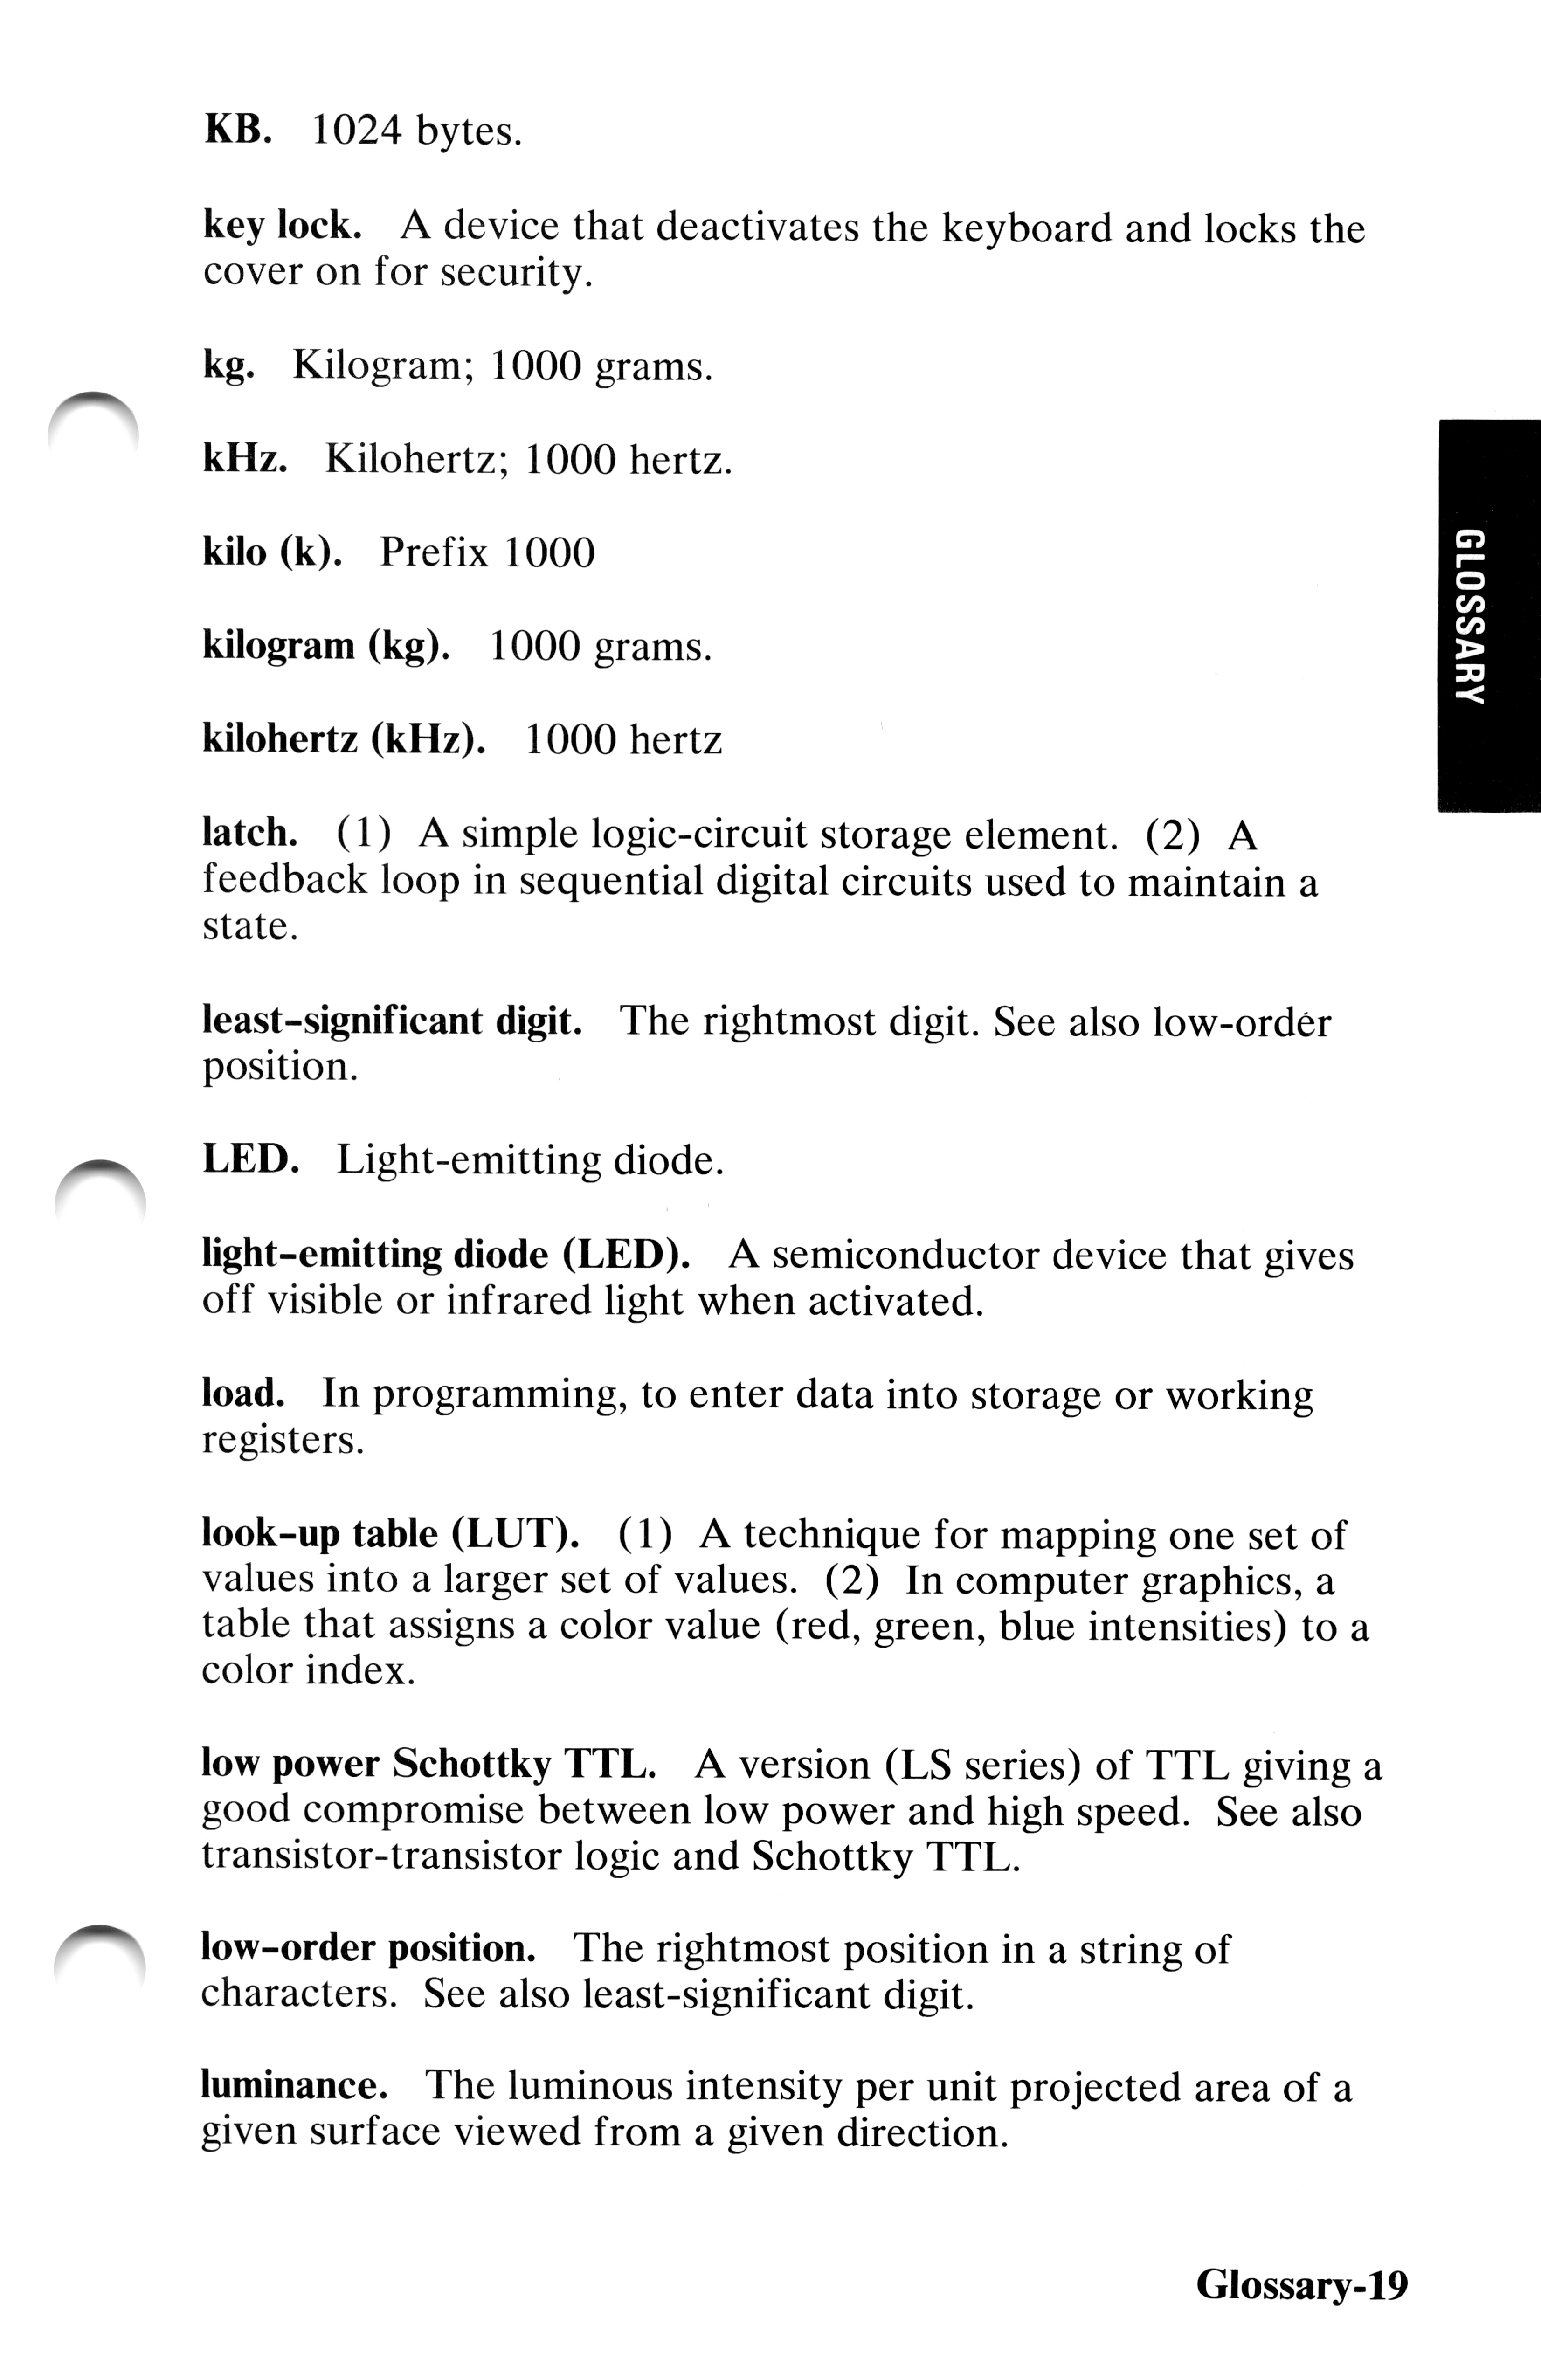 KB. 1024 bytes.
key lock. A device that deactivates the keyboard and locks the
cover on for security.
kg. Kilogram; 1000 grams.
kHz. Kilohertz; 1000 hertz.
kilo (k). Prefix 1000
kilogram (kg). 1000 grams.
kilohertz (kHz). 1000 hertz
latch. (1) A simple logic-circuit storage element. (2) A
feedback loop in sequential digital circuits used to maintain a
state.
least-significant digit. The rightmost digit. See also low-order
position.
LED. Light-emitting diode.
light-emitting diode (LED). A semiconductor device that gives
off visible or infrared light when activated.
load. In programming, to enter data into storage or working
registers.
look-up table (LUT). (1) A technique for mapping one set of
values into a larger set of values. (2) In computer graphics, a
table that assigns a color value (red, green, blue intensities) to a
color index.
low power Schottky TTL. A version (LS series) of TTL giving a
good compromise between low power and high speed. See also
transistor-transistor logic and Schottky TTL.
low-order position. The rightmost position in a string of
characters. See also least-significant digit.
luminance. The luminous intensity per unit projected area of a
given surface viewed from a given direction.
GLOSSARY
Glossary-19